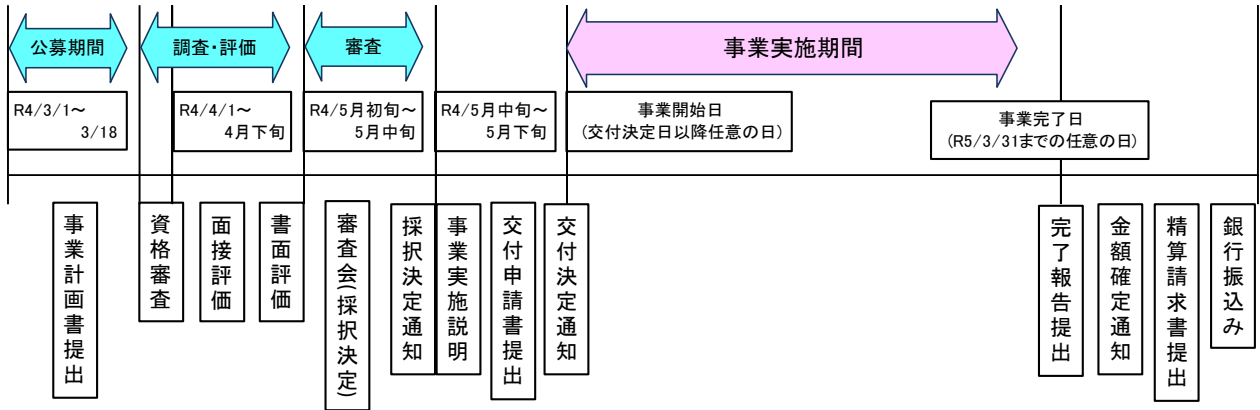 公募期間
調査・評価
審査
事業実施期間
R4/3/1～
3/18
R4/4/1～
4月下旬
R4/5月初旬～
5月中旬
R4/5月中旬～
5月下旬
事業開始日
(交付決定日以降任意の日)
事業完了日
(R5/3/31までの任意の日)
事業計画書提出
資格審査
面接評価
書面評価
審査会(採択決定)
採択決定通知
事業実施説明
交付申請書提出
交付決定通知
完了報告提出
金額確定通知
精算請求書提出
銀行振込み